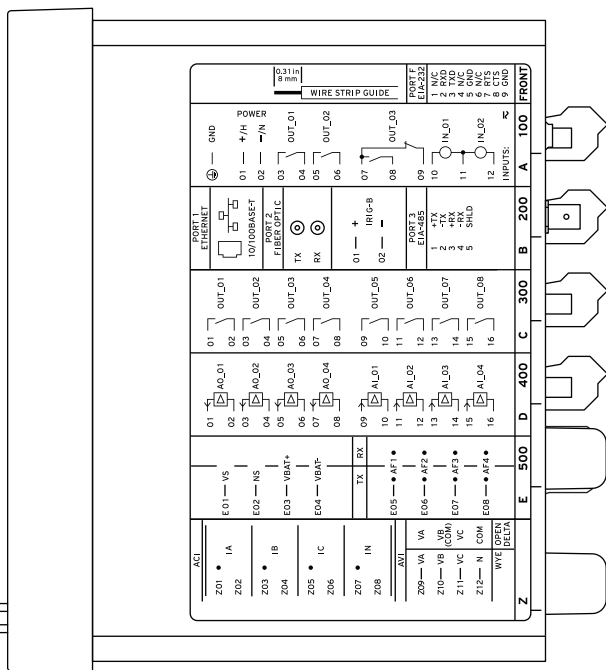 0.31 in
8 mm
WIRE STRIP GUIDE
PORT F
EIA-232
1 N/C
2 RXD
3 TXD
4 N/C
5 GND
6 N/C
7 RTS
8 CTS
9 GND
FRONT
GND
POWER
01 +/H
02 -/N
OUT_01
03
04
OUT_02
05
06
OUT_03
07
08
09
IN_01
IN_02
10
11
12
INPUTS:
A 100
PORT 1
ETHERNET
10/100BASE-T
PORT 2
FIBER OPTIC
TX
RX
IRIG-B
01 +
02 -
PORT 3
EIA-485
1 +TX
2 -TX
3 +RX
4 -RX
5 SHLD
B 200
01 OUT_01
02
03 OUT_02
04
05 OUT_03
06
07 OUT_04
08
09 OUT_05
10
11 OUT_06
12
13 OUT_07
14
15 OUT_08
16
C 300
01 AO_01
02
03 AO_02
04
05 AO_03
06
07 AO_04
08
09 AI_01
10
11 AI_02
12
13 AI_03
14
15 AI_04
16
D 400
E01 VS
E02 NS
E03 VBAT+
E04 VBAT-
TX RX
E05 AF1
E06 AF2
E07 AF3
E08 AF4
E 500
ACI
Z01 IA
Z02
Z03 IB
Z04
Z05 IC
Z06
Z07 IN
Z08
AVI
Z09 VA VA
Z10 VB VB
(COM)
Z11 VC VC
Z12 N COM
WYE OPEN
DELTA
Z